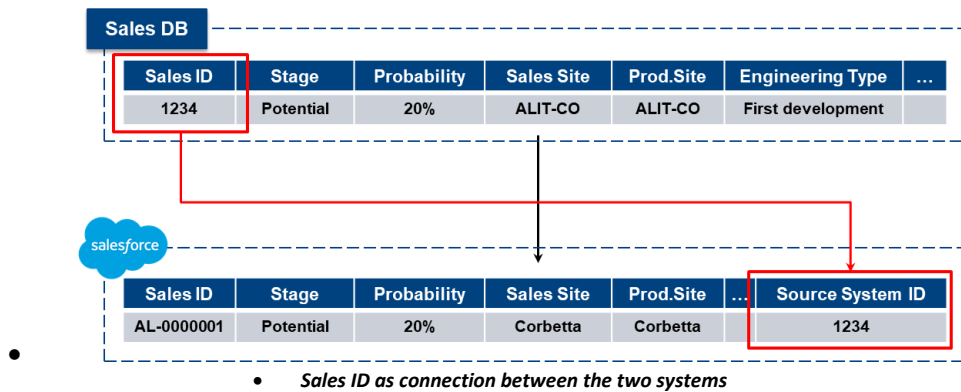 Sales DB
Sales ID Stage Probability Sales Site Prod.Site Engineering Type ...
1234 Potential 20% ALIT-CO ALIT-CO First development
salesforce
Sales ID Stage Probability Sales Site Prod.Site ... Source System ID
AL-0000001 Potential 20% Corbetta Corbetta 1234
• Sales ID as connection between the two systems